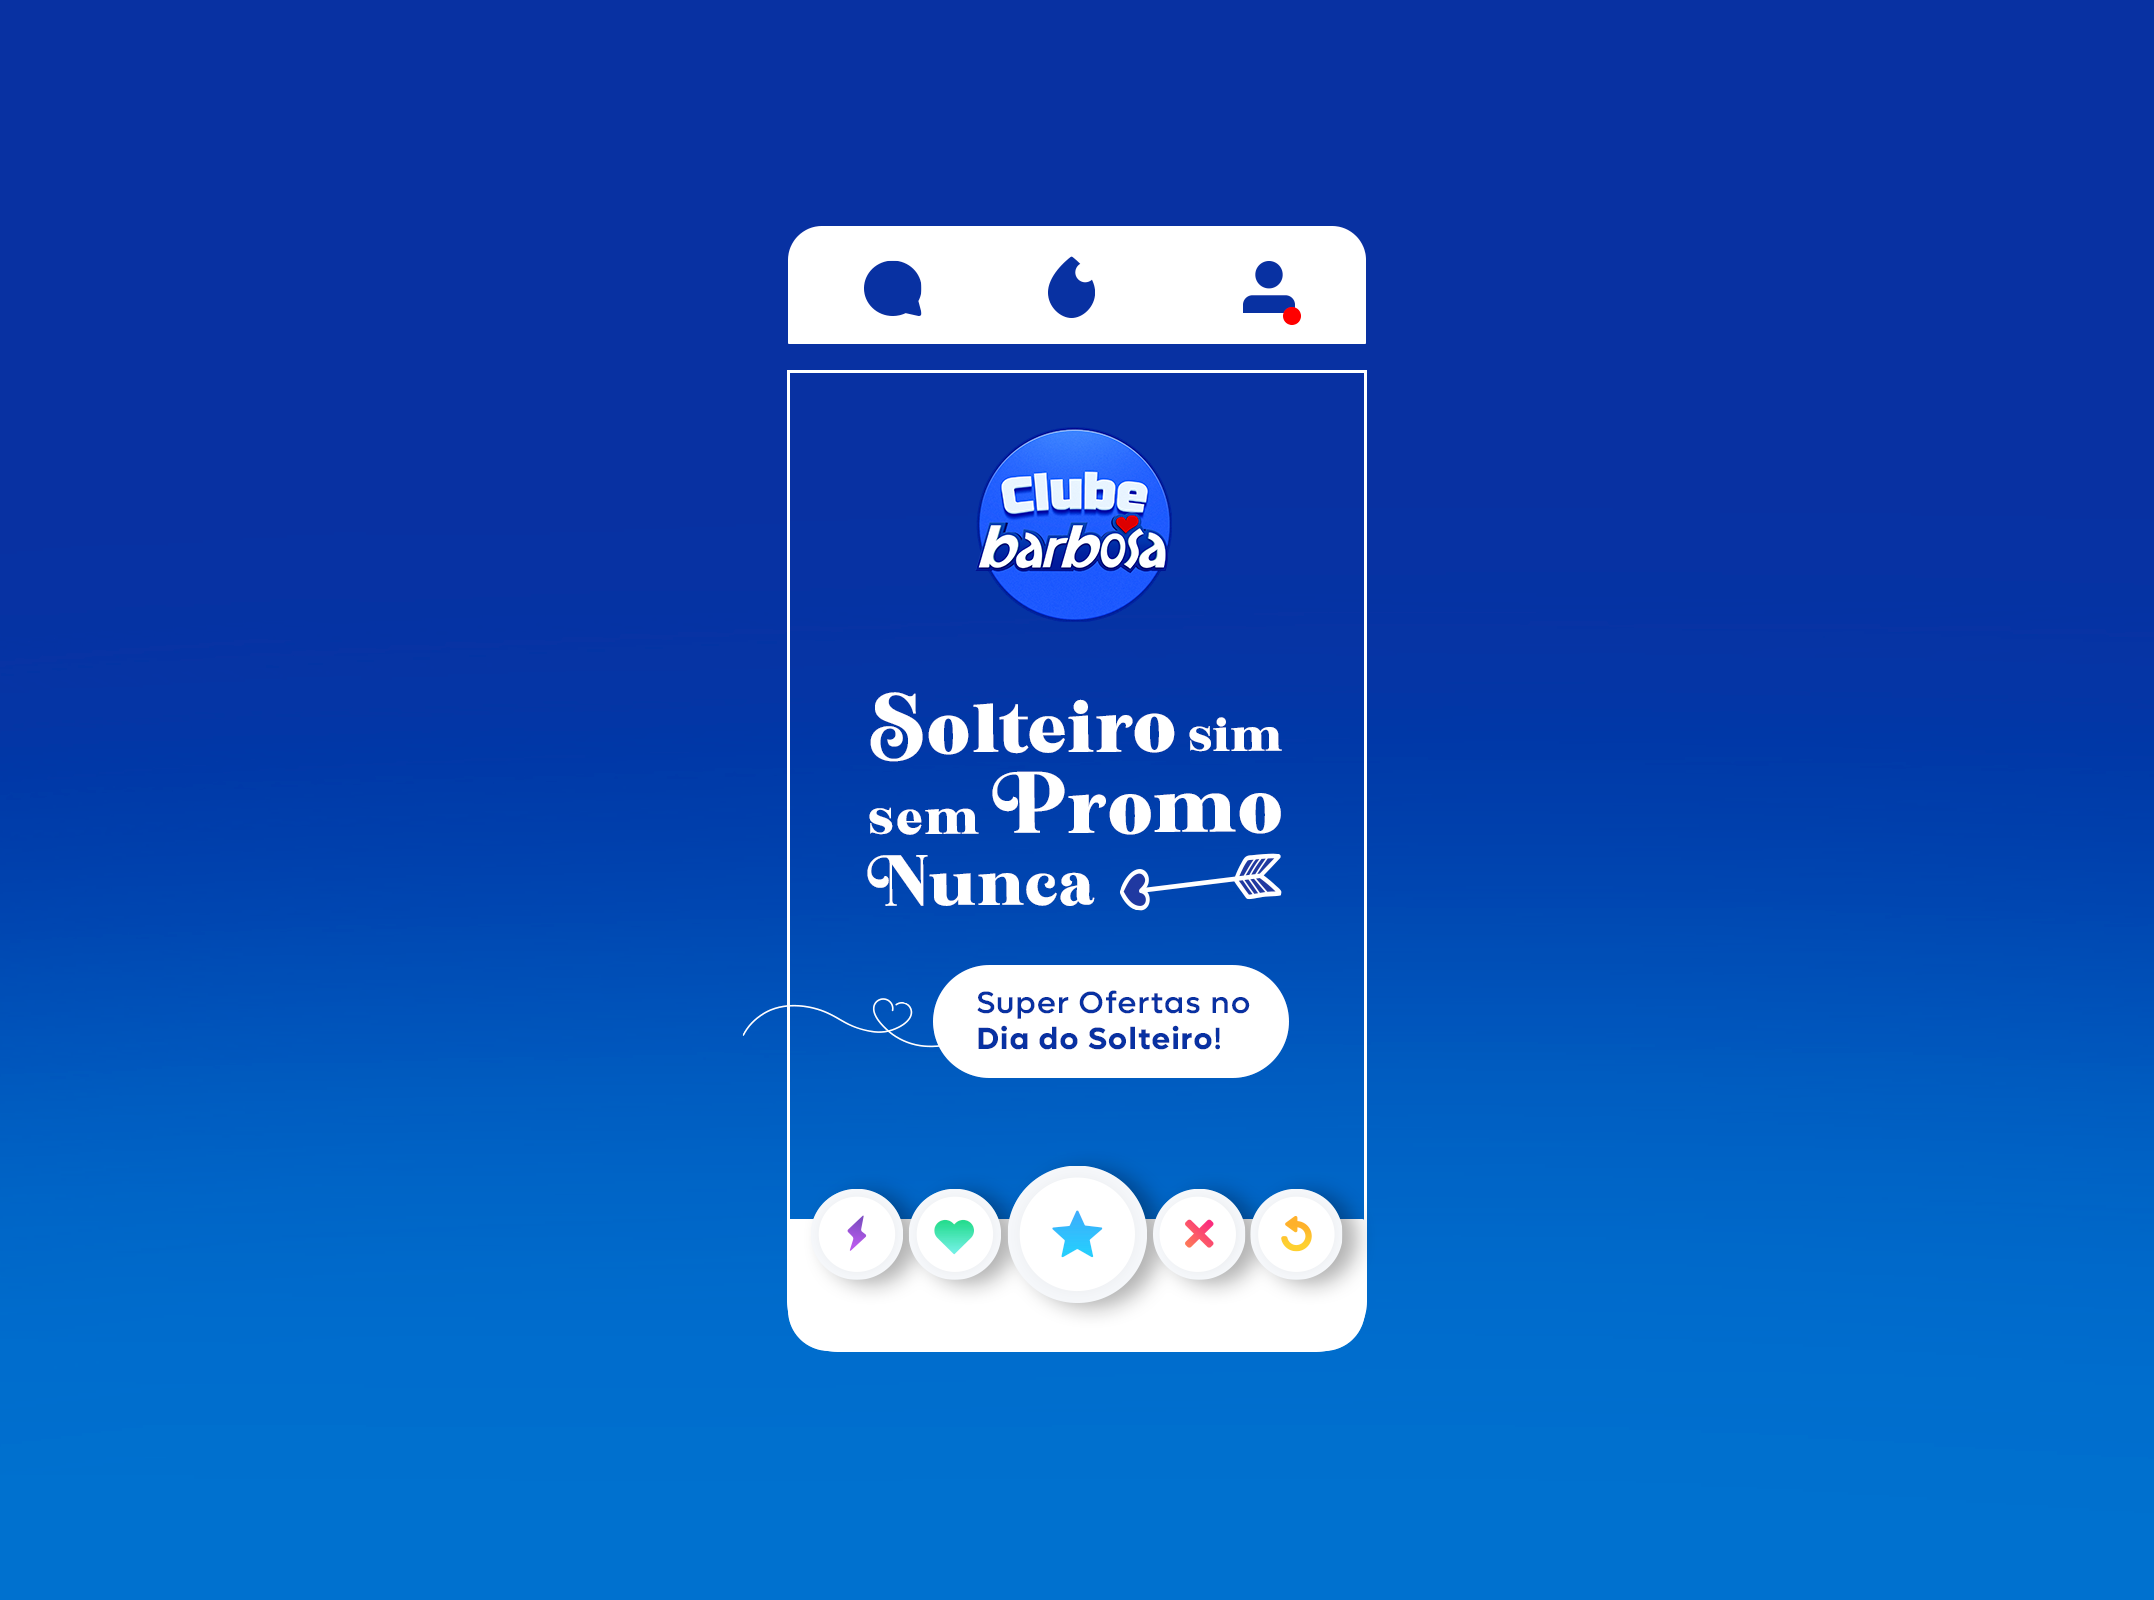 Clube
barbosa
Solteiro sim
sem Promo
Nunca
Super Ofertas no
Dia do Solteiro!